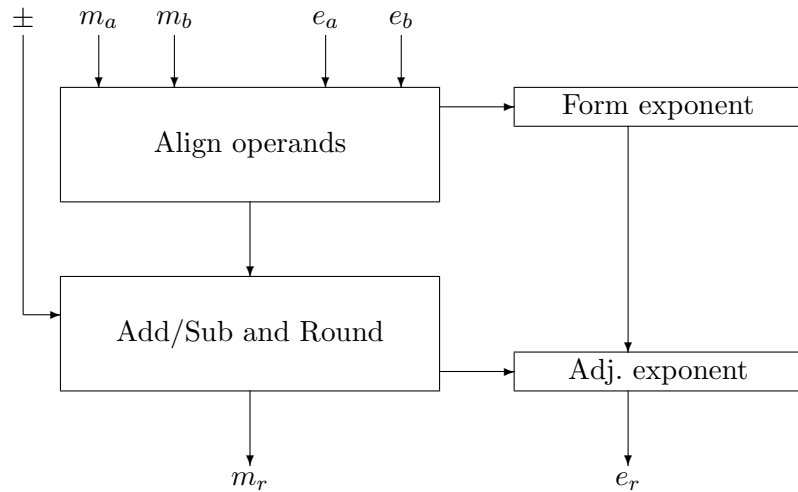 ± m_a m_b e_a e_b
Align operands
Form exponent
Add/Sub and Round
Adj. exponent
m_r e_r